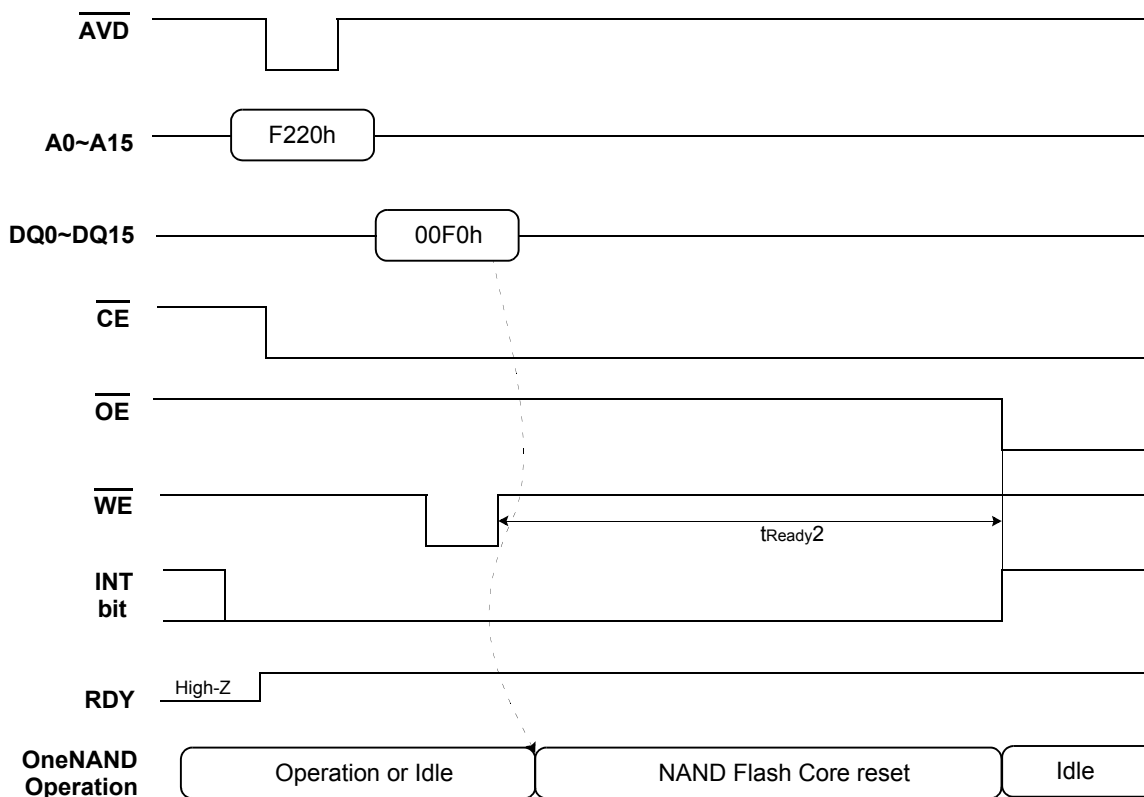 AVD
A0~A15
F220h
DQ0~DQ15
00F0h
CE
OE
WE
tReady2
INT
bit
RDY
High-Z
OneNAND
Operation
Operation or Idle
NAND Flash Core reset
Idle